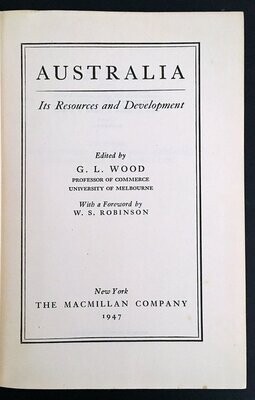 AUSTRALIA
Its Resources and Development
Edited by
G. L. WOOD
PROFESSOR OF COMMERCE
UNIVERSITY OF MELBOURNE
With a Foreword by
W. S. ROBINSON
New York
THE MACMILLAN COMPANY
1947